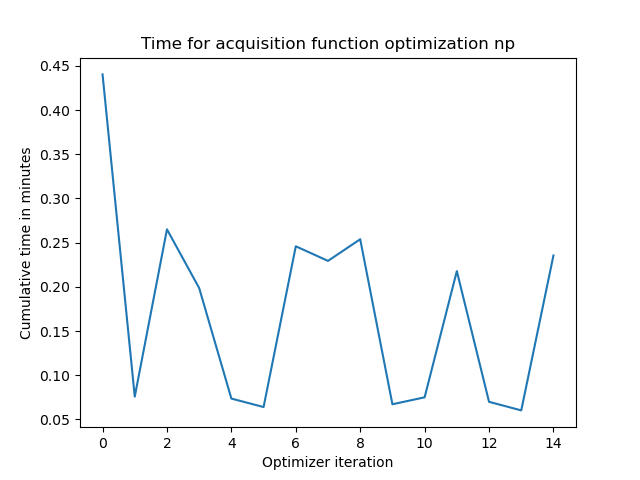 Time for acquisition function optimization np
Cumulative time in minutes
0.45
0.40
0.35
0.30
0.25
0.20
0.15
0.10
0.05
0 2 4 6 8 10 12 14
Optimizer iteration